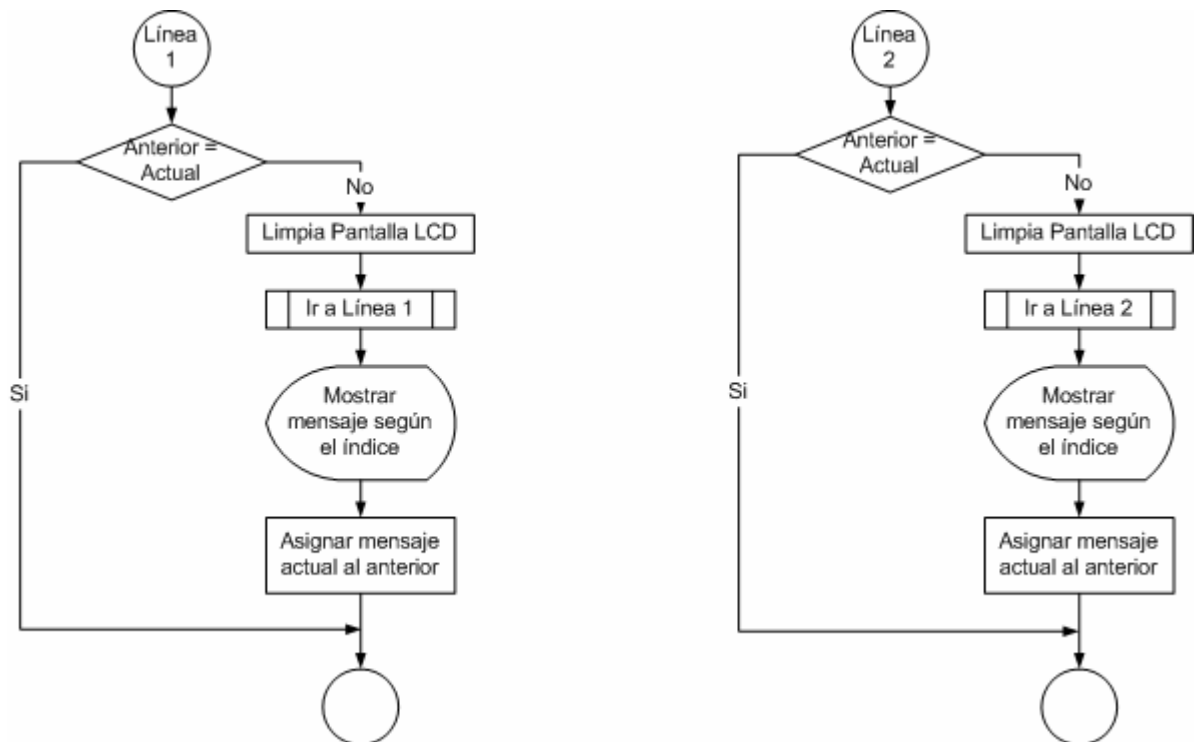 Línea
1
Anterior =
Actual
No
Limpia Pantalla LCD
Ir a Línea 1
Si
Mostrar
mensaje según
el índice
Asignar mensaje
actual al anterior
Línea
2
Anterior =
Actual
No
Limpia Pantalla LCD
Ir a Línea 2
Si
Mostrar
mensaje según
el índice
Asignar mensaje
actual al anterior